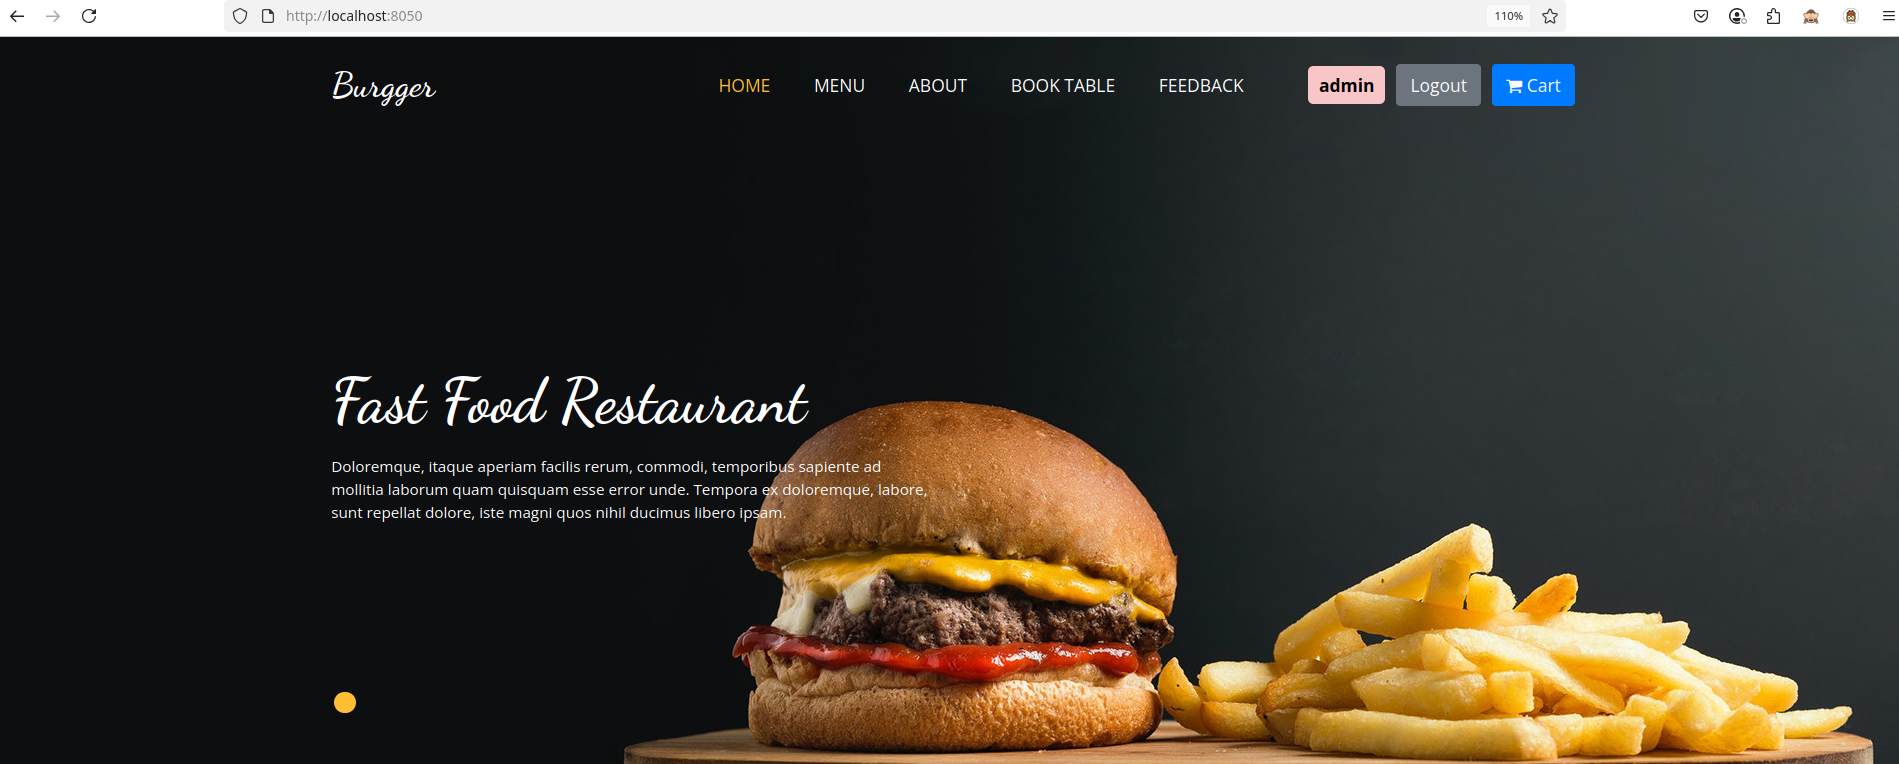 http://localhost:8050
110%
Burgger
HOME
MENU
ABOUT
BOOK TABLE
FEEDBACK
admin
Logout
Cart
Fast Food Restaurant
Doloremque, itaque aperiam facilis rerum, commodi, temporibus sapiente ad
mollitia laborum quam quisquam esse error unde. Tempora ex doloremque, labore,
sunt repellat dolore, iste magni quos nihil ducimus libero ipsam.